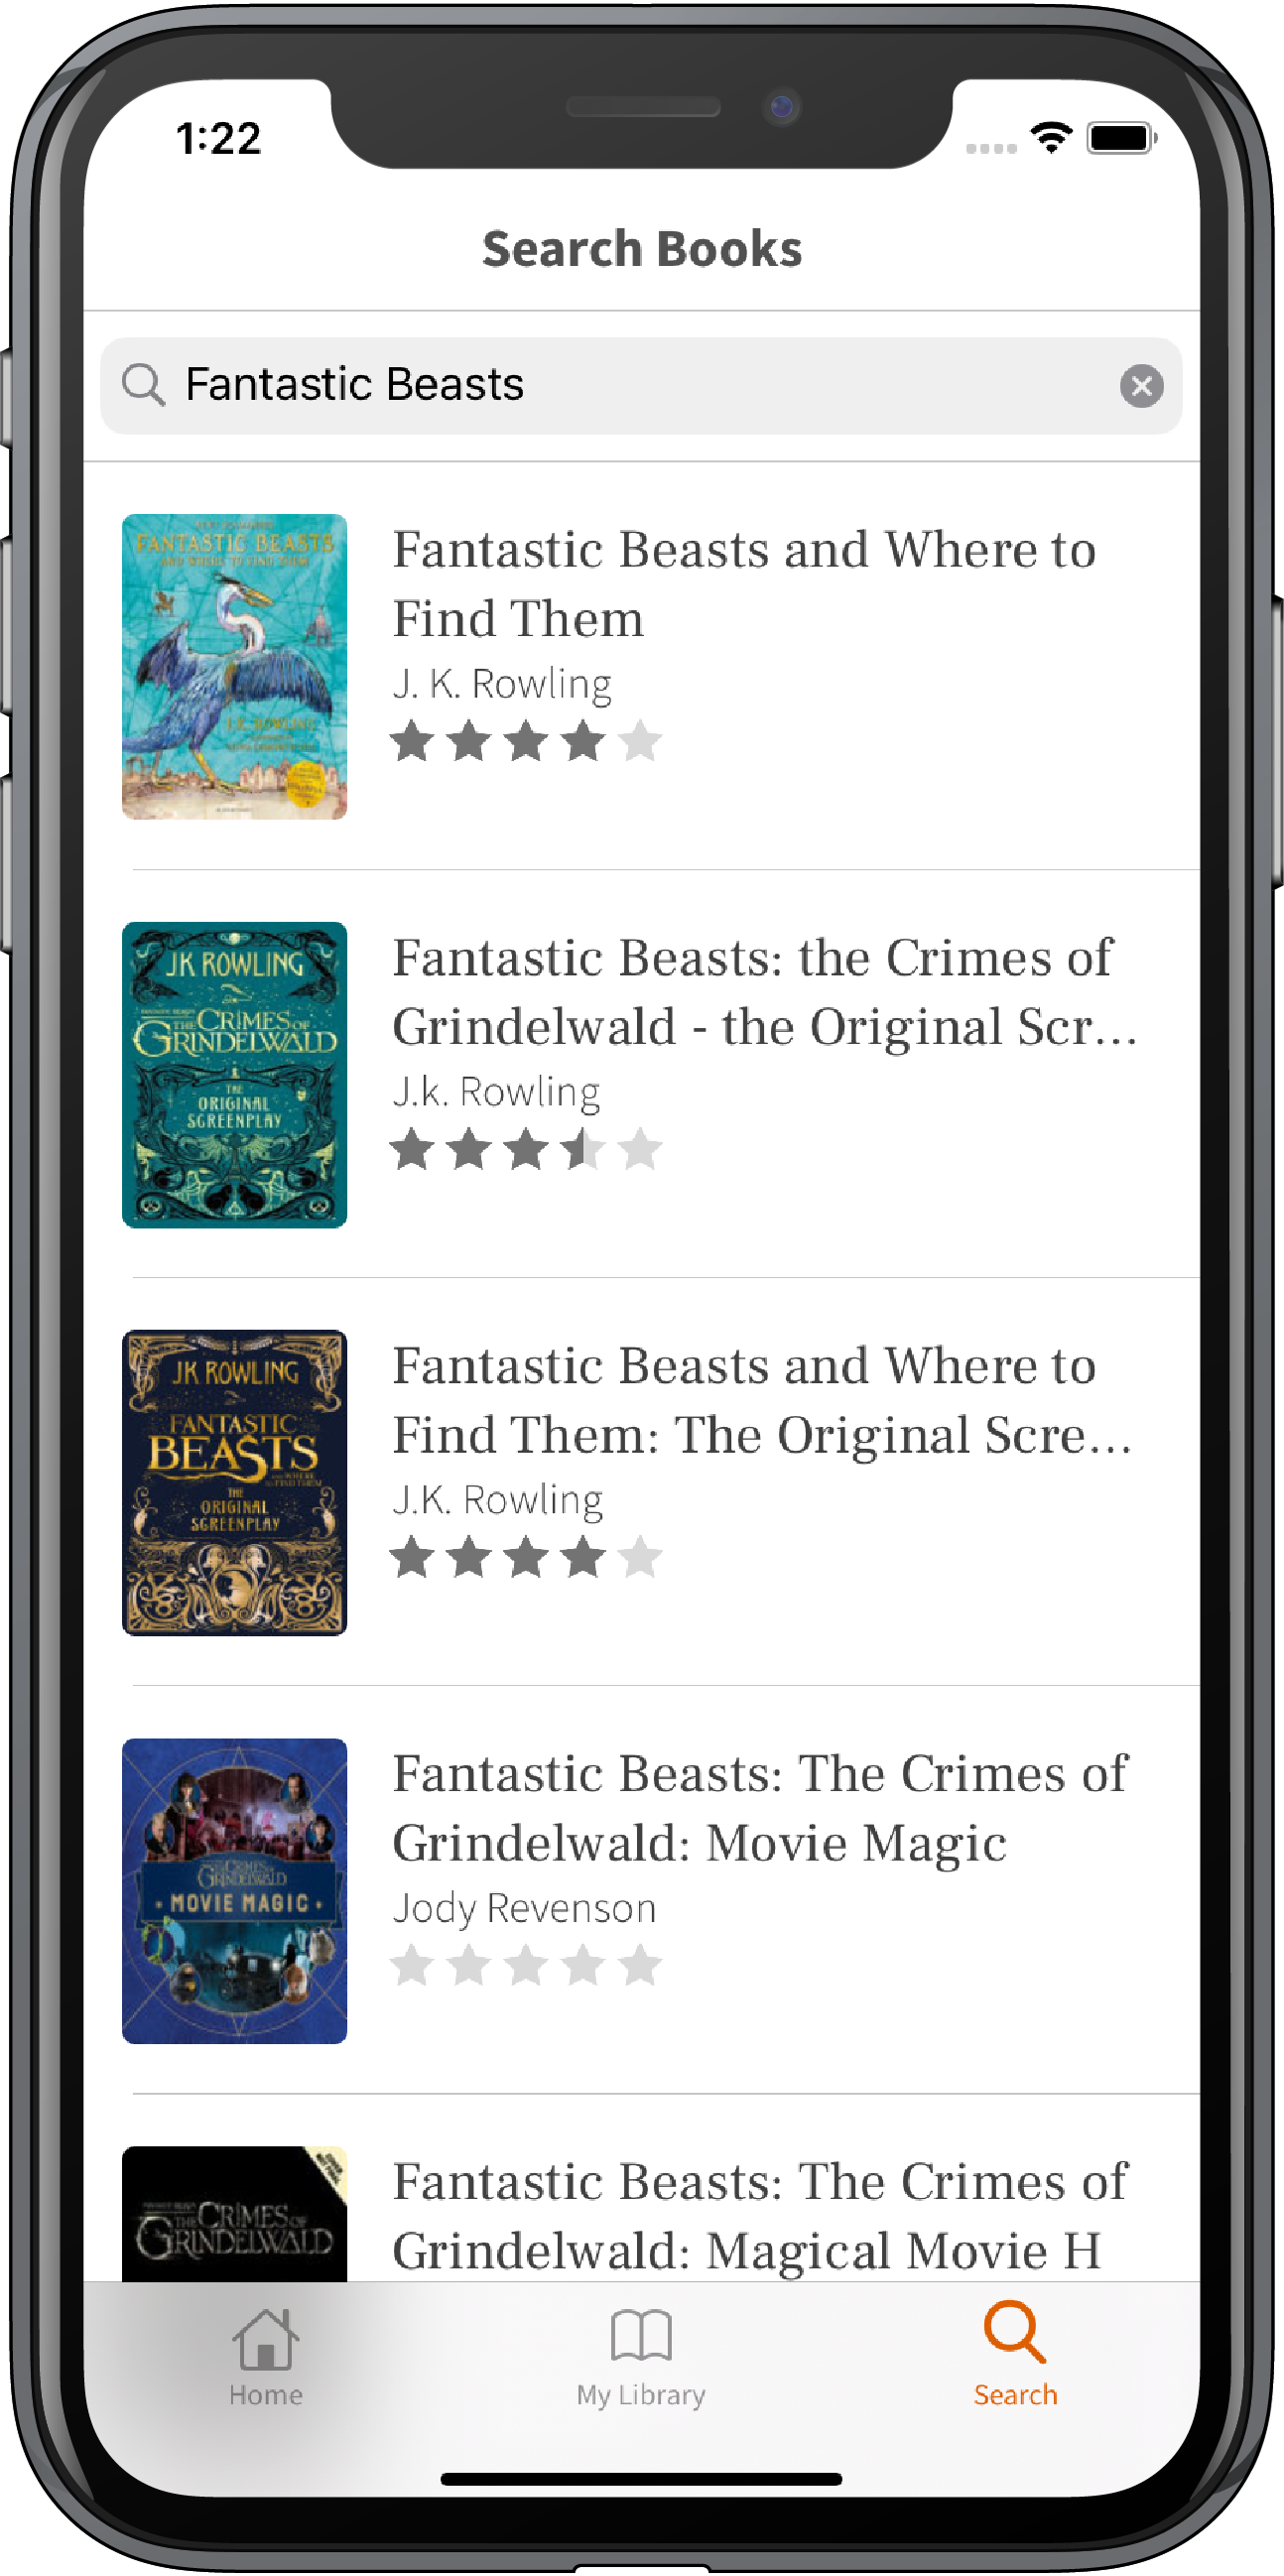 1:22
Search Books
Fantastic Beasts
FANTASTIC BEASTS
AND WHERE TO FIND THEM
J.K. ROWLING
Fantastic Beasts and Where to
Find Them
J. K. Rowling
JK ROWLING
THE CRIMES OF
GRINDELWALD
THE
ORIGINAL
SCREENPLAY
Fantastic Beasts: the Crimes of
Grindelwald - the Original Scr...
J.k. Rowling
JK ROWLING
FANTASTIC
BEASTS
AND WHERE
TO FIND THEM
THE
ORIGINAL
SCREENPLAY
Fantastic Beasts and Where to
Find Them: The Original Scre...
J.K. Rowling
THE CRIMES OF
GRINDELWALD
• MOVIE MAGIC •
Fantastic Beasts: The Crimes of
Grindelwald: Movie Magic
Jody Revenson
THE CRIMES OF
GRINDELWALD
Fantastic Beasts: The Crimes of
Grindelwald: Magical Movie H
Home
My Library
Search